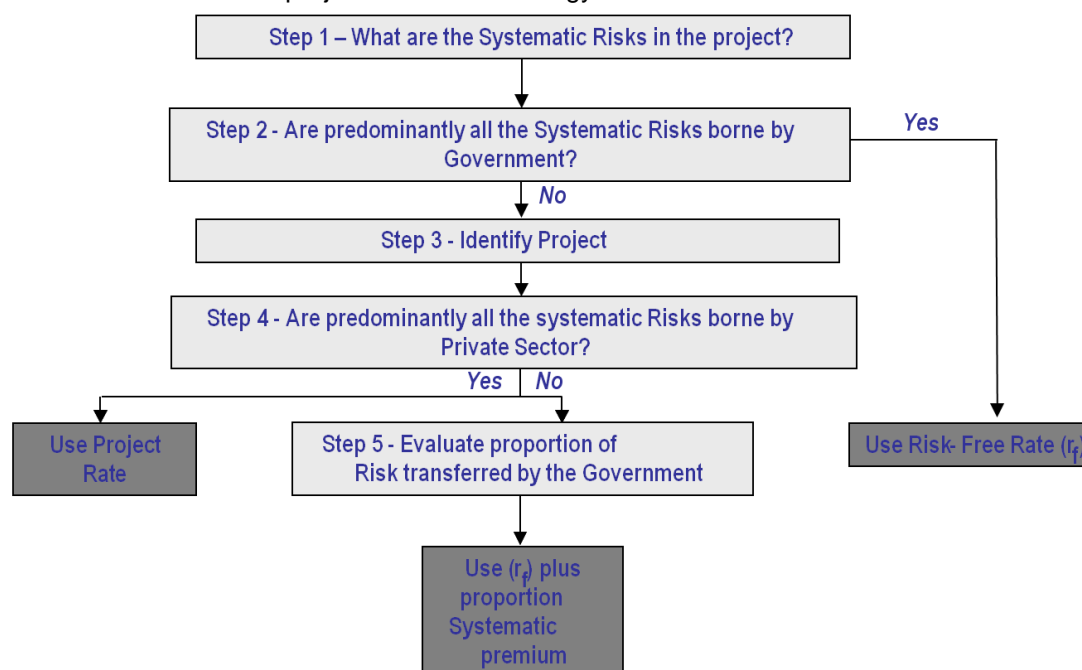 Step 1 – What are the Systematic Risks in the project?
Step 2 - Are predominantly all the Systematic Risks borne by
Government?
Yes
No
Step 3 - Identify Project
Step 4 - Are predominantly all the systematic Risks borne by
Private Sector?
Yes
No
Use Project
Rate
Step 5 - Evaluate proportion of
Risk transferred by the Government
Use Risk- Free Rate (rf)
Use (rf) plus
proportion
Systematic
premium